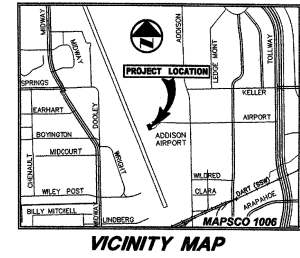 MIDWAY
MIDWAY
ADDISON
LEDGE MONT
TOLLWAY
N
PROJECT LOCATION
SPRINGS
KELLER
EARHART
DOOLEY
AIRPORT
BOYINGTON
ADDISON
AIRPORT
MIDCOURT
CHENAULT
WRIGHT
WILDRED
WILEY POST
CLARA
DART (SSW)
ARAPAHOE
BILLY MITCHELL
MIDWAY
LINDBERG
MAPSCO 1006
VICINITY MAP